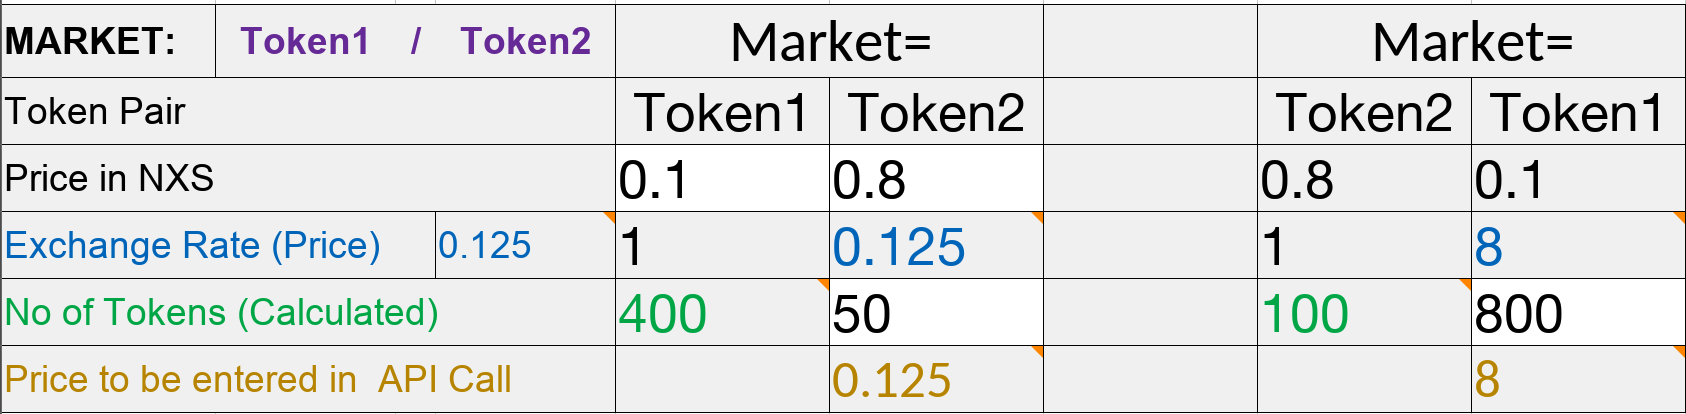 MARKET: Token1 / Token2 Market= Market=
Token Pair Token1 Token2 Token2 Token1
Price in NXS 0.1 0.8 0.8 0.1
Exchange Rate (Price) 0.125 1 0.125 1 8
No of Tokens (Calculated) 400 50 100 800
Price to be entered in  API Call 0.125 8